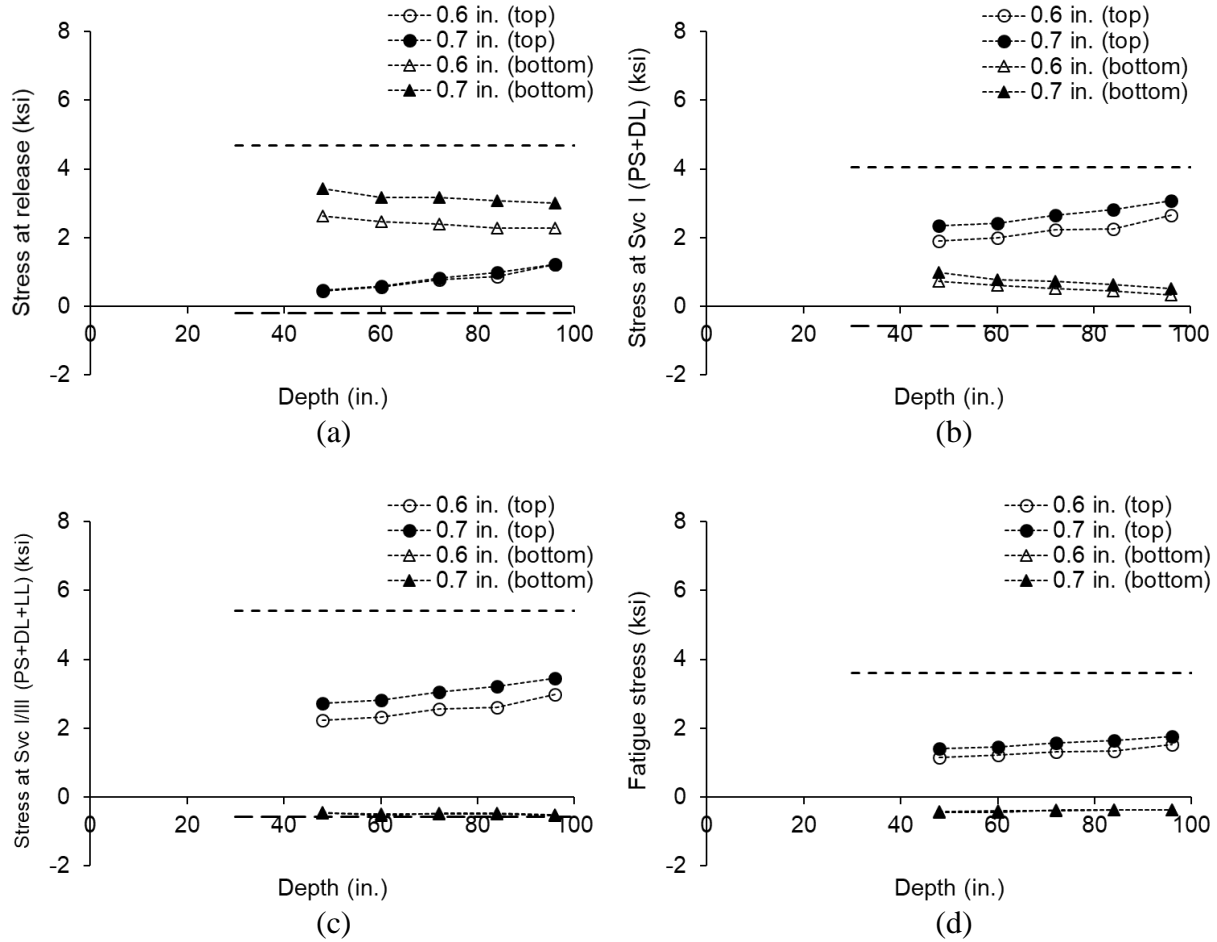 0.6 in. (top)
0.7 in. (top)
0.6 in. (bottom)
0.7 in. (bottom)
Stress at release (ksi)
8
6
4
2
0
-2
0 20 40 60 80 100
Depth (in.)
(a)
0.6 in. (top)
0.7 in. (top)
0.6 in. (bottom)
0.7 in. (bottom)
Stress at Svc I (PS+DL) (ksi)
8
6
4
2
0
-2
0 20 40 60 80 100
Depth (in.)
(b)
0.6 in. (top)
0.7 in. (top)
0.6 in. (bottom)
0.7 in. (bottom)
Stress at Svc I/III (PS+DL+LL) (ksi)
8
6
4
2
0
-2
0 20 40 60 80 100
Depth (in.)
(c)
0.6 in. (top)
0.7 in. (top)
0.6 in. (bottom)
0.7 in. (bottom)
Fatigue stress (ksi)
8
6
4
2
0
-2
0 20 40 60 80 100
Depth (in.)
(d)